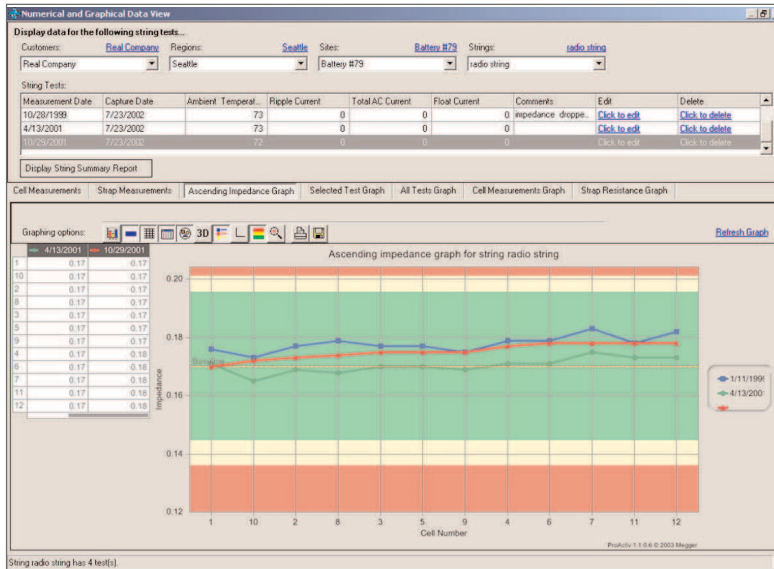 Numerical and Graphical Data View
Display data for the following string tests...
Customers: Real Company Regions: Seattle Sites: Battery #79 Strings: radio string
Real Company Seattle Battery #79 radio string
String Tests:
Measurement Date Capture Date Ambient Temperat... Ripple Current Total AC Current Float Current Comments Edit Delete
10/28/1999 7/23/2002 73 0 0 0 impedance droppe... Click to edit Click to delete
4/13/2001 7/23/2002 73 0 0 0 Click to edit Click to delete
10/29/2001 7/23/2002 72 0 0 0 Click to edit Click to delete
Display String Summary Report
Cell Measurements Strap Measurements Ascending Impedance Graph Selected Test Graph All Tests Graph Cell Measurements Graph Strap Resistance Graph
Graphing options: 3D Refresh Graph
4/13/2001 10/29/2001
1 0.17 0.17
10 0.17 0.17
2 0.17 0.17
8 0.17 0.17
3 0.17 0.17
5 0.17 0.17
9 0.17 0.17
4 0.17 0.18
6 0.17 0.18
7 0.17 0.18
11 0.17 0.18
12 0.17 0.18
Ascending impedance graph for string radio string
0.20
0.18
0.16
0.14
0.12
Impedance
Baseline
1 10 2 8 3 5 9 4 6 7 11 12
Cell Number
1/11/199
4/13/200
ProActiv 1.1.0.6 © 2003 Megger
String radio string has 4 test(s).